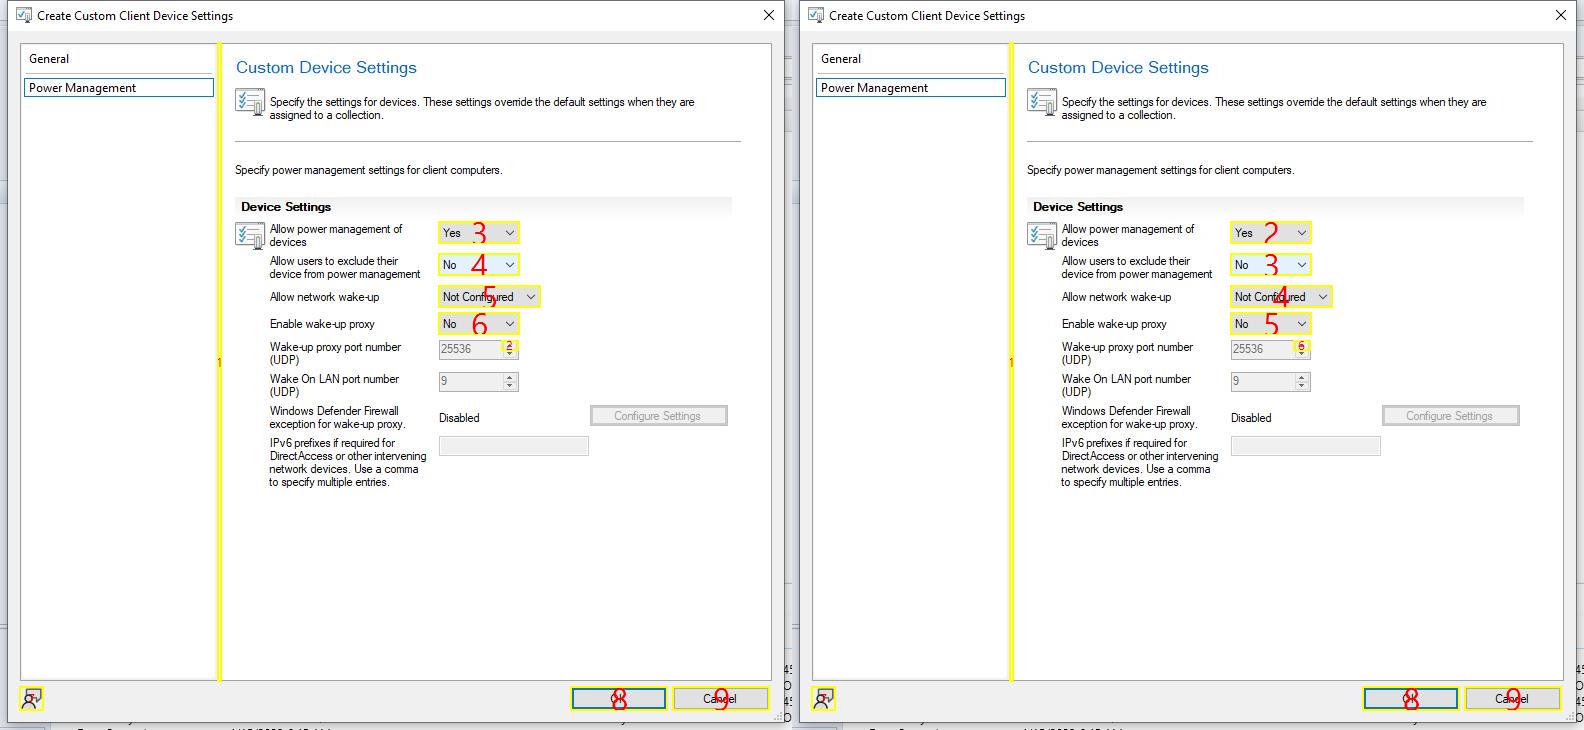 Create Custom Client Device Settings
General
Power Management
Custom Device Settings
Specify the settings for devices. These settings override the default settings when they are
assigned to a collection.
Specify power management settings for client computers.
Device Settings
Allow power management of
devices
Yes
3
Allow users to exclude their
device from power management
No
4
Allow network wake-up
Not Configured
5
Enable wake-up proxy
No
6
1
Wake-up proxy port number
(UDP)
25536
2
Wake On LAN port number
(UDP)
9
Windows Defender Firewall
exception for wake-up proxy.
Disabled
Configure Settings
IPv6 prefixes if required for
DirectAccess or other intervening
network devices. Use a comma
to specify multiple entries.
8
Cancel
9
Create Custom Client Device Settings
General
Power Management
Custom Device Settings
Specify the settings for devices. These settings override the default settings when they are
assigned to a collection.
Specify power management settings for client computers.
Device Settings
Allow power management of
devices
Yes
2
Allow users to exclude their
device from power management
No
3
Allow network wake-up
Not Configured
4
Enable wake-up proxy
No
5
1
Wake-up proxy port number
(UDP)
25536
6
Wake On LAN port number
(UDP)
9
Windows Defender Firewall
exception for wake-up proxy.
Disabled
Configure Settings
IPv6 prefixes if required for
DirectAccess or other intervening
network devices. Use a comma
to specify multiple entries.
8
Cancel
9